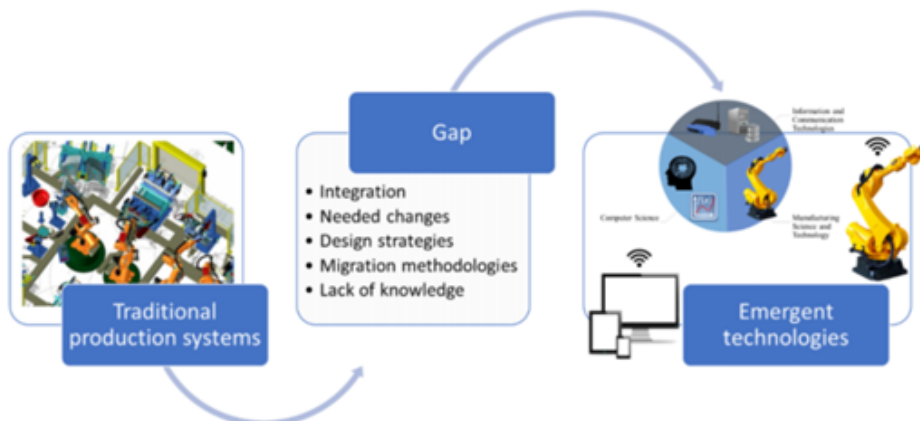 Traditional
production systems
Gap
• Integration
• Needed changes
• Design strategies
• Migration methodologies
• Lack of knowledge
Information and
Communication
Technologies
Computer Science
Manufacturing
Science and
Technology
Emergent
technologies